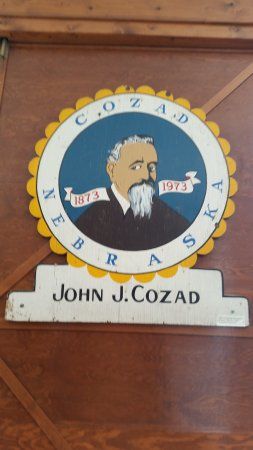 COZAD
NEBRASKA
1873 1973
JOHN J. COZAD